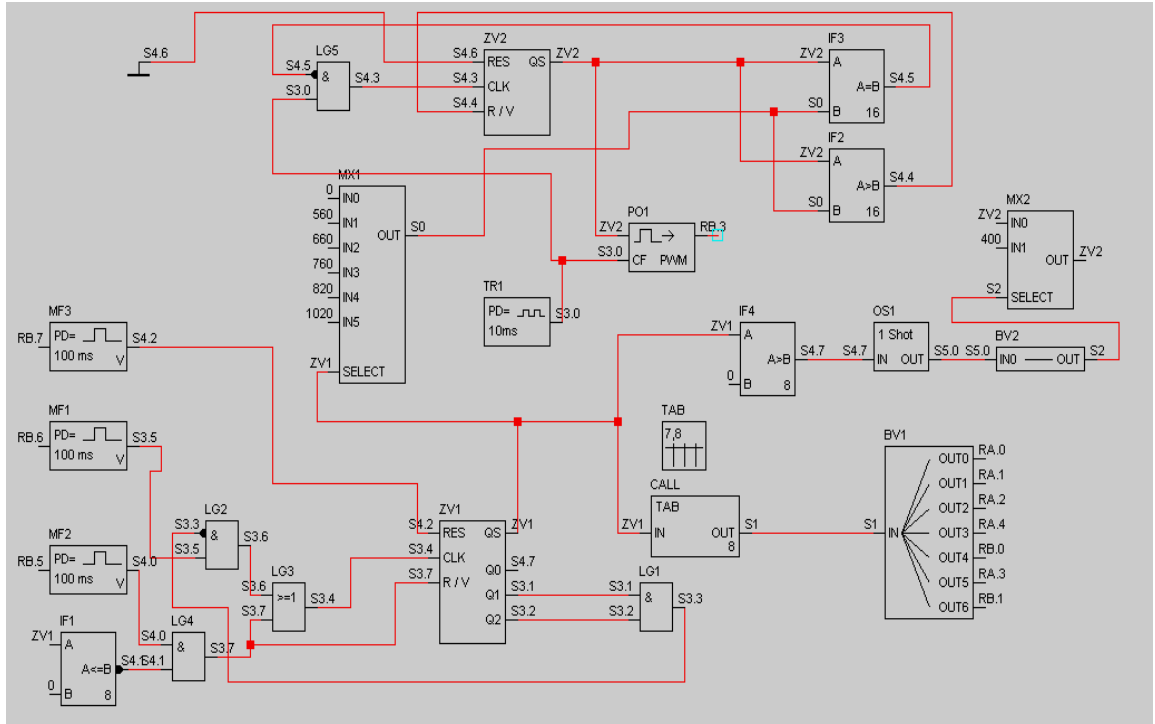 S4.6
LG5
S4.5
&
S4.3
S3.0
ZV2
S4.6
RES
QS
ZV2
S4.3
CLK
S4.4
R / V
IF3
ZV2
A
A=B
S4.5
S0
B
16
IF2
ZV2
A
A>B
S4.4
S0
B
16
MX1
0
IN0
560
IN1
660
IN2
760
IN3
820
IN4
1020
IN5
OUT
S0
ZV1
SELECT
PO1
ZV2
RB.3
S3.0
CF
PWM
TR1
PD=
10ms
S3.0
MX2
ZV2
IN0
400
IN1
OUT
ZV2
S2
SELECT
MF3
RB.7
PD=
100 ms
V
S4.2
IF4
ZV1
A
A>B
S4.7
0
B
8
OS1
1 Shot
S4.7
IN
OUT
S5.0
BV2
S5.0
IN0
OUT
S2
MF1
RB.6
PD=
100 ms
V
S3.5
TAB
7,8
CALL
TAB
ZV1
IN
OUT
S1
8
BV1
S1
IN
OUT0
RA.0
OUT1
RA.1
OUT2
RA.2
OUT3
RA.4
OUT4
RB.0
OUT5
RA.3
OUT6
RB.1
MF2
RB.5
PD=
100 ms
V
S4.0
LG2
S3.3
&
S3.6
S3.5
LG3
S3.6
>=1
S3.4
S3.7
ZV1
S4.2
RES
QS
ZV1
S3.4
CLK
Q0
S4.7
S3.7
R / V
Q1
S3.1
Q2
S3.2
LG1
S3.1
&
S3.3
S3.2
IF1
ZV1
A
A<=B
S4.1
0
B
8
LG4
S4.0
&
S3.7
S4.1